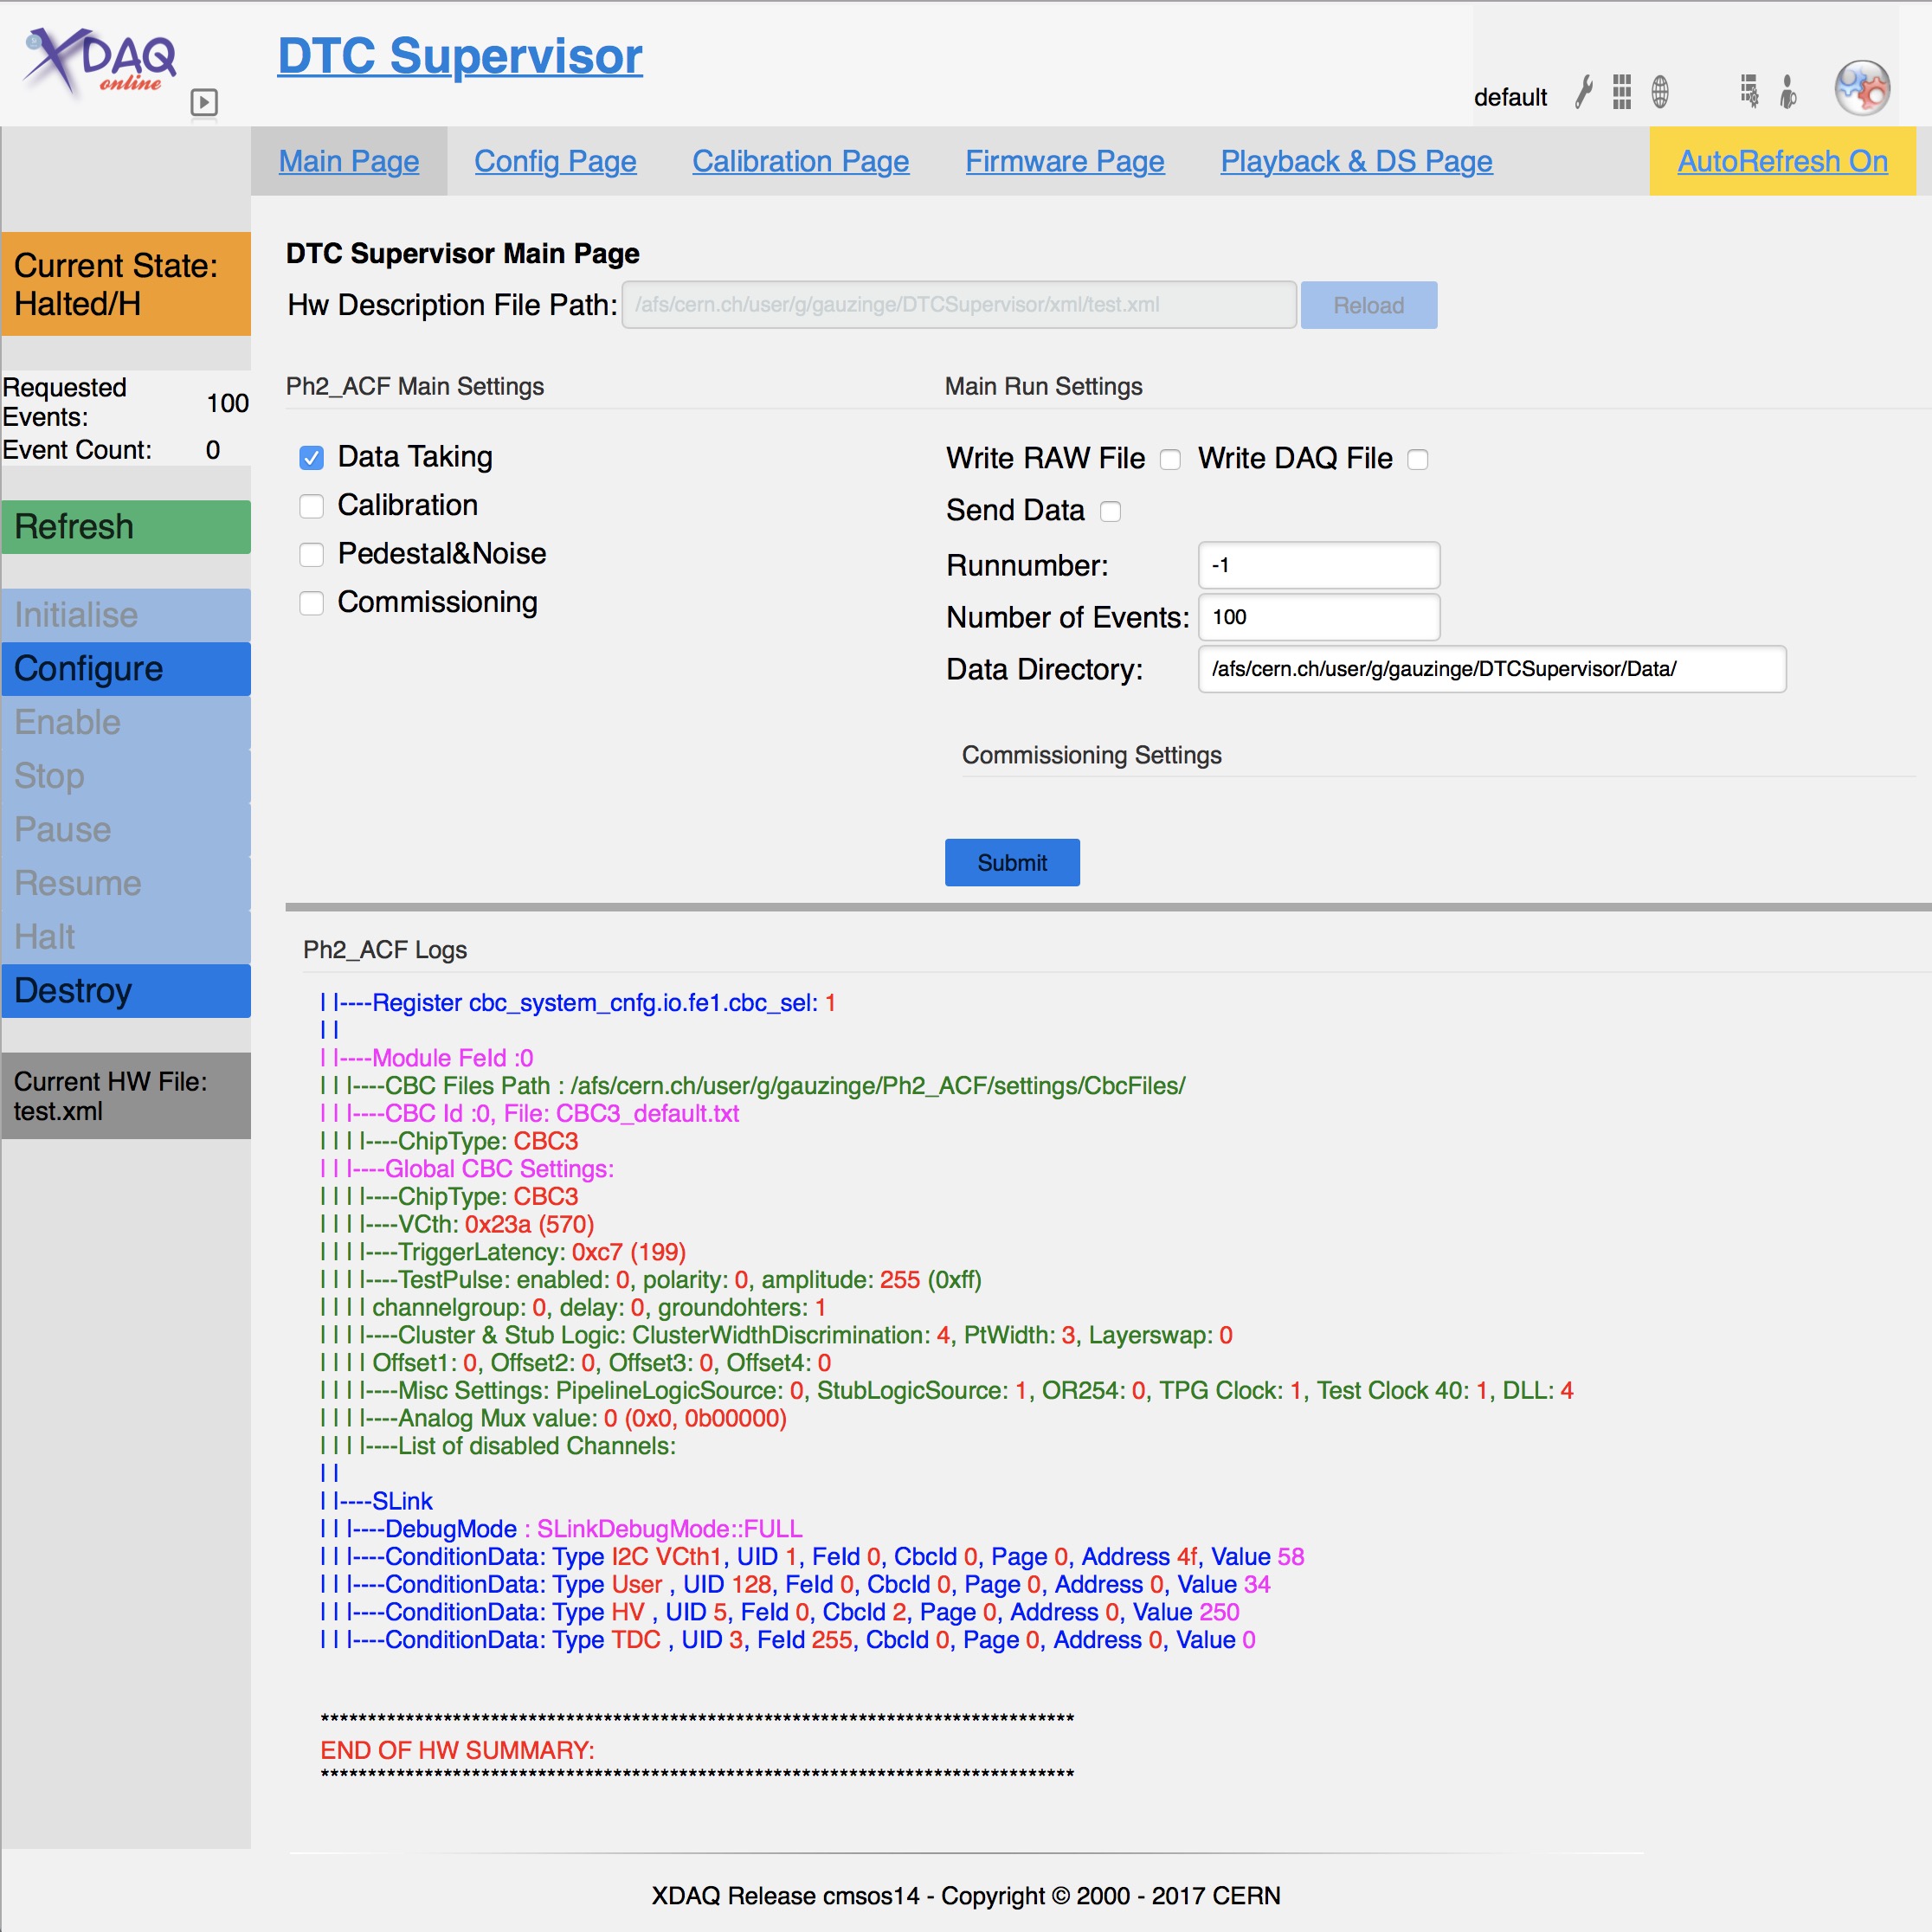 XDAQ
online
DTC Supervisor
default
Main Page Config Page Calibration Page Firmware Page Playback & DS Page AutoRefresh On
Current State:
Halted/H
Requested
Events: 100
Event Count: 0
Refresh
Initialise
Configure
Enable
Stop
Pause
Resume
Halt
Destroy
Current HW File:
test.xml
DTC Supervisor Main Page
Hw Description File Path: /afs/cern.ch/user/g/gauzinge/DTCSupervisor/xml/test.xml Reload
Ph2_ACF Main Settings
Data Taking
Calibration
Pedestal&Noise
Commissioning
Main Run Settings
Write RAW File Write DAQ File
Send Data
Runnumber: -1
Number of Events: 100
Data Directory: /afs/cern.ch/user/g/gauzinge/DTCSupervisor/Data/
Commissioning Settings
Submit
Ph2_ACF Logs
| |----Register cbc_system_cnfg.io.fe1.cbc_sel: 1
| |
| |----Module FeId :0
| | |----CBC Files Path : /afs/cern.ch/user/g/gauzinge/Ph2_ACF/settings/CbcFiles/
| | |----CBC Id :0, File: CBC3_default.txt
| | | |----ChipType: CBC3
| | |----Global CBC Settings:
| | | |----ChipType: CBC3
| | | |----VCth: 0x23a (570)
| | | |----TriggerLatency: 0xc7 (199)
| | | |----TestPulse: enabled: 0, polarity: 0, amplitude: 255 (0xff)
| | | | channelgroup: 0, delay: 0, groundohters: 1
| | | |----Cluster & Stub Logic: ClusterWidthDiscrimination: 4, PtWidth: 3, Layerswap: 0
| | | | Offset1: 0, Offset2: 0, Offset3: 0, Offset4: 0
| | | |----Misc Settings: PipelineLogicSource: 0, StubLogicSource: 1, OR254: 0, TPG Clock: 1, Test Clock 40: 1, DLL: 4
| | | |----Analog Mux value: 0 (0x0, 0b00000)
| | | |----List of disabled Channels:
| |
| |----SLink
| | |----DebugMode : SLinkDebugMode::FULL
| | |----ConditionData: Type I2C VCth1, UID 1, FeId 0, CbcId 0, Page 0, Address 4f, Value 58
| | |----ConditionData: Type User , UID 128, FeId 0, CbcId 0, Page 0, Address 0, Value 34
| | |----ConditionData: Type HV , UID 5, FeId 0, CbcId 2, Page 0, Address 0, Value 250
| | |----ConditionData: Type TDC , UID 3, FeId 255, CbcId 0, Page 0, Address 0, Value 0
********************************************************************************
END OF HW SUMMARY:
********************************************************************************
XDAQ Release cmsos14 - Copyright © 2000 - 2017 CERN